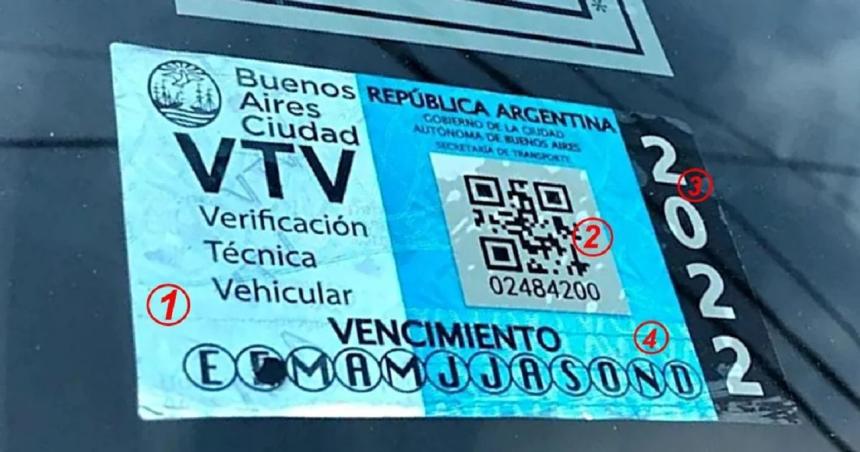 Buenos
Aires
Ciudad
VTV
Verificación
Técnica
Vehicular
REPÚBLICA ARGENTINA
GOBIERNO DE LA CIUDAD
AUTÓNOMA DE BUENOS AIRES
SECRETARÍA DE TRANSPORTE
02484200
VENCIMIENTO
E F M A M J J A S O N D
2022
1
2
3
4